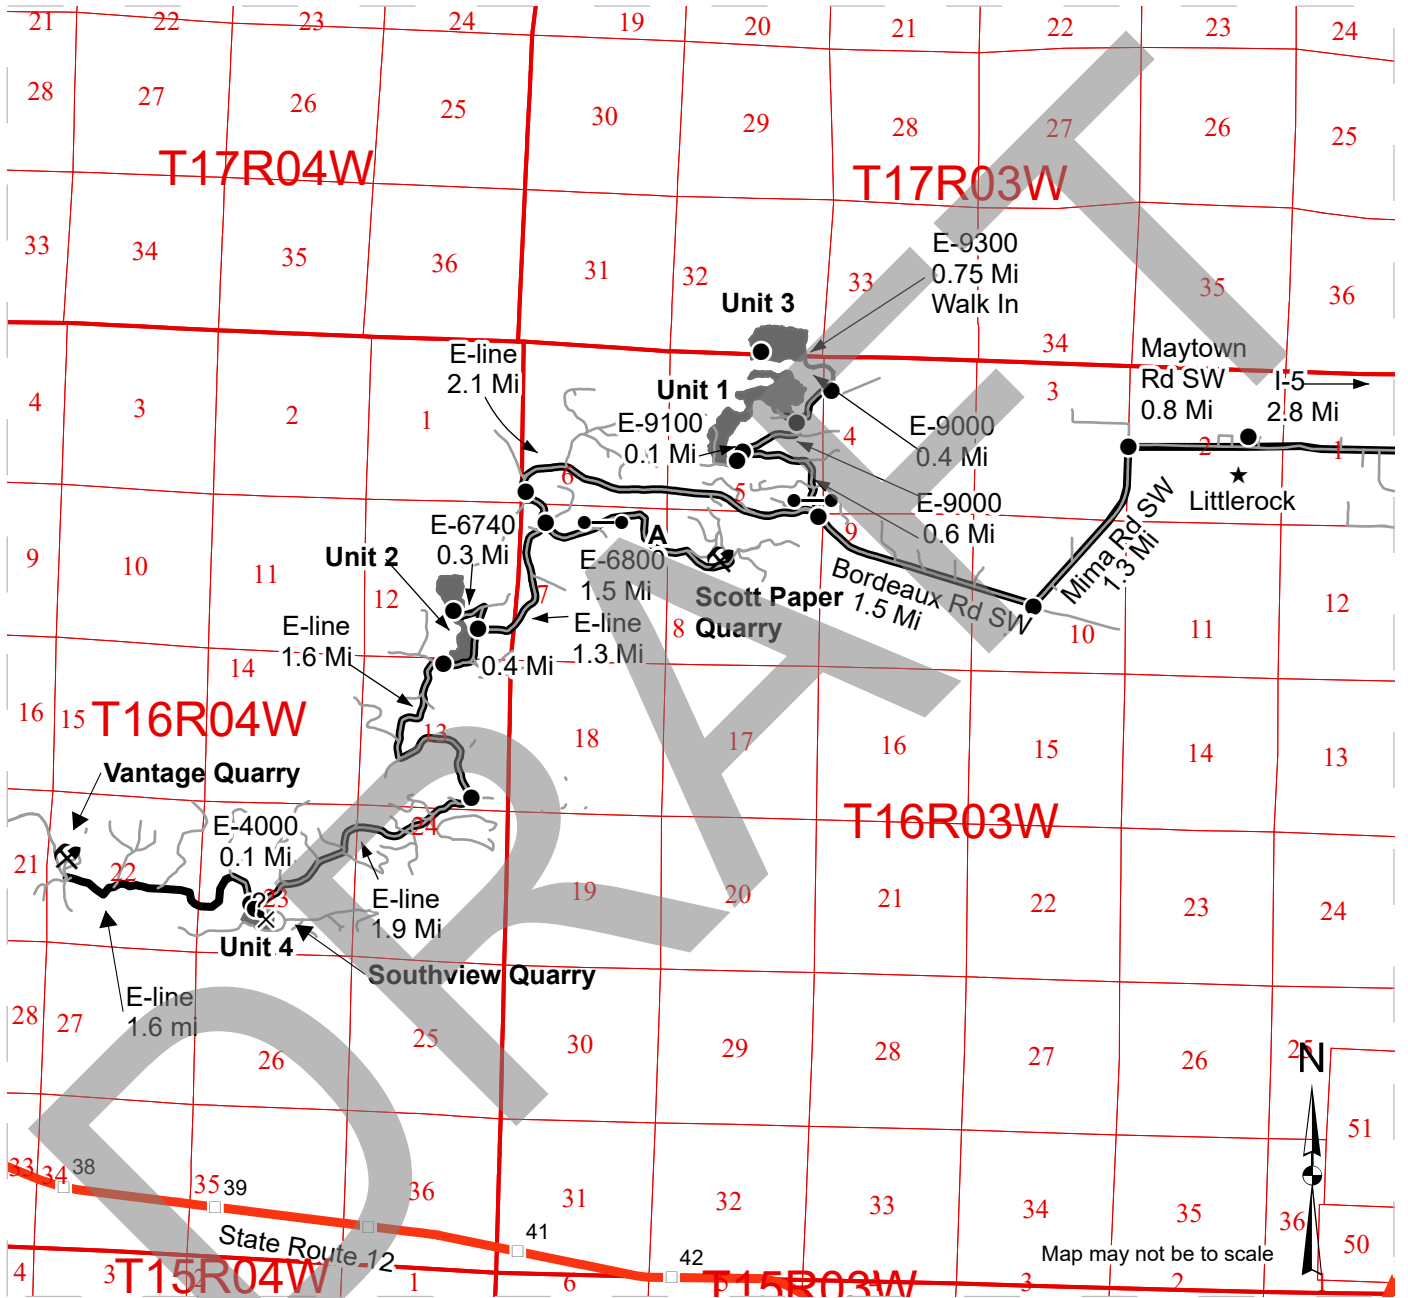 21
22
23
24
19
20
21
22
23
24
28
27
26
25
30
29
28
27
26
25
T17R04W
T17R03W
33
34
35
36
31
32
33
34
35
36
E-9300
0.75 Mi
Walk In
Unit 3
E-line
2.1 Mi
Maytown
Rd SW
0.8 Mi
I-5
2.8 Mi
Unit 1
E-9100
0.1 Mi
E-9000
0.4 Mi
E-9000
0.6 Mi
4
3
2
1
6
5
4
3
2
1
Littlerock
Mima Rd SW
1.3 Mi
Bordeaux Rd SW
1.5 Mi
E-6740
0.3 Mi
Unit 2
A
E-6800
1.5 Mi
Scott Paper
Quarry
E-line
1.3 Mi
0.4 Mi
E-line
1.6 Mi
9
10
11
12
7
8
9
10
11
12
16
15
14
13
18
17
16
15
14
13
T16R04W
T16R03W
Vantage Quarry
E-4000
0.1 Mi
21
22
23
24
19
20
21
22
23
24
E-line
1.9 Mi
Unit 4
Southview Quarry
E-line
1.6 mi
28
27
26
25
30
29
28
27
26
25
N
51
33
34
35
36
31
32
33
34
35
36
50
38
39
41
42
State Route 12
Map may not be to scale
T15R04W
T15R03W
4
3
2
1
6
5
4
3
2
DRAFT